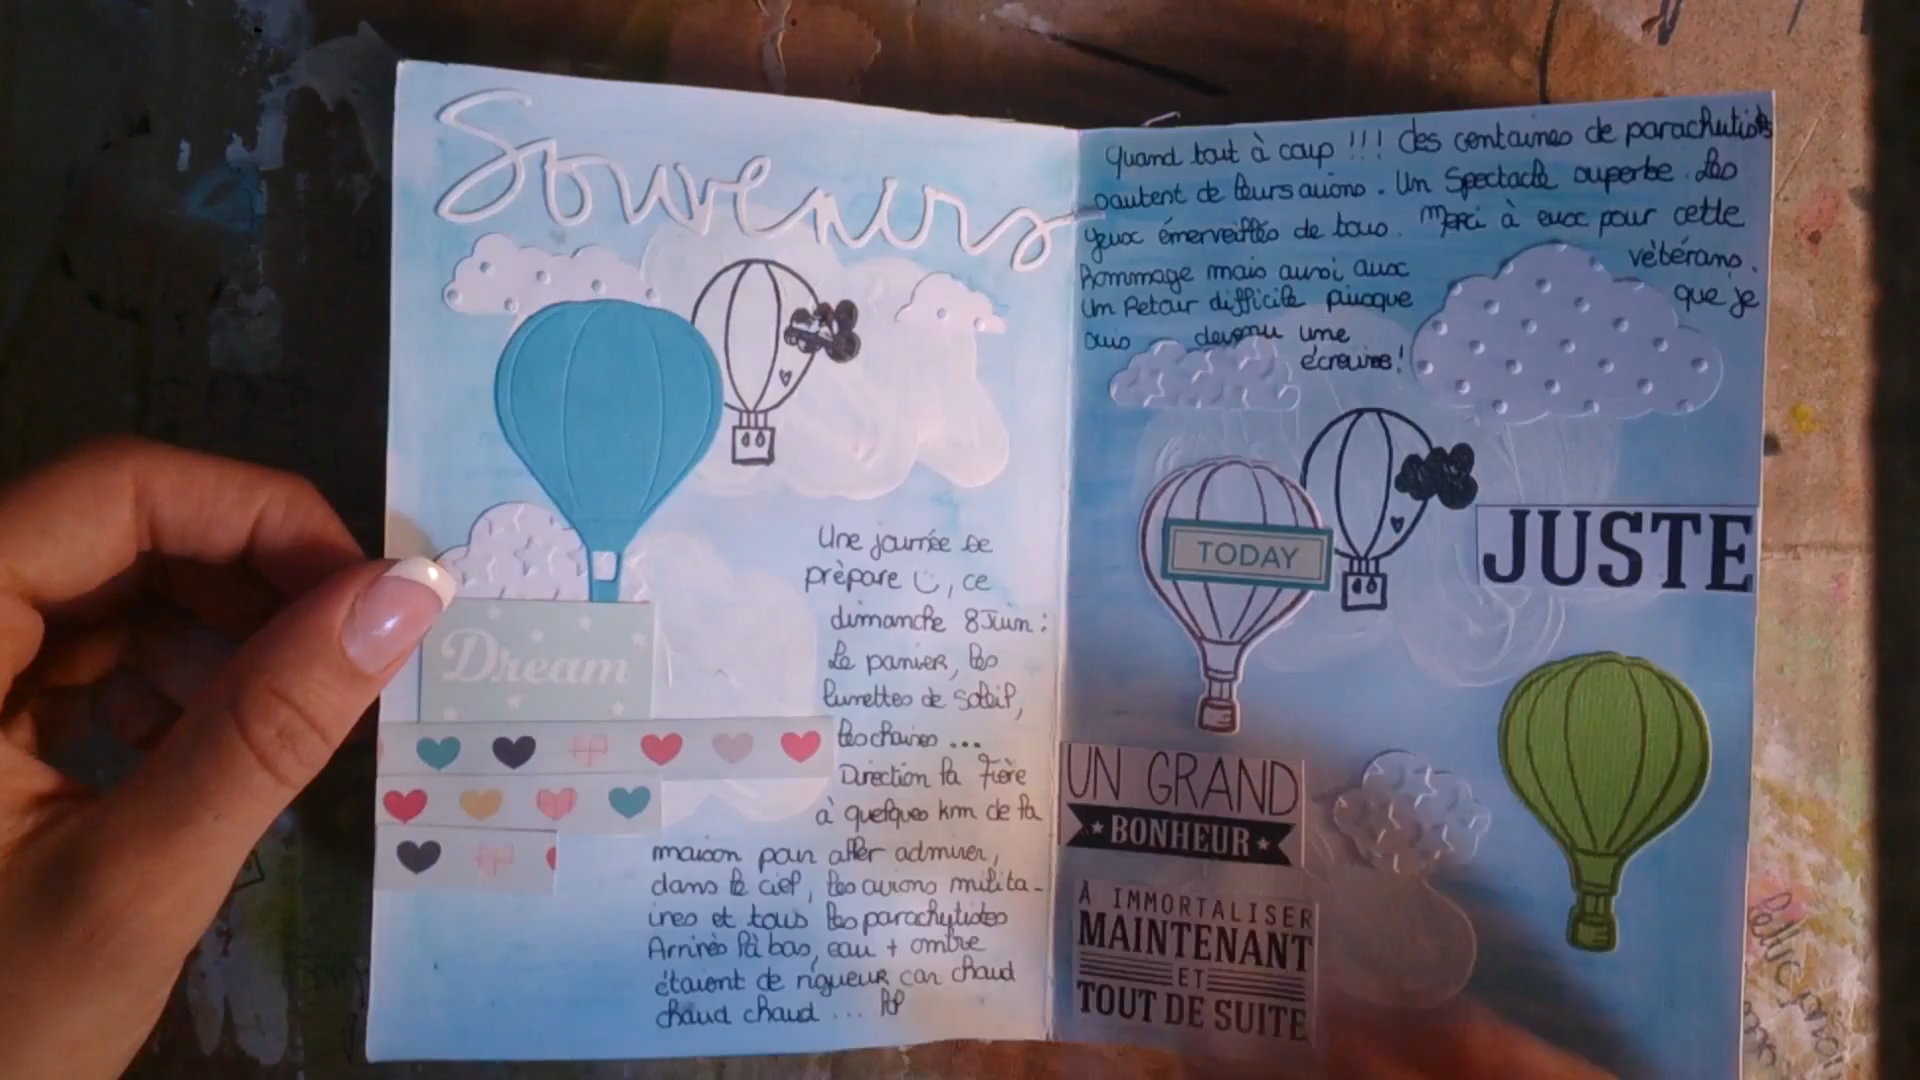 Souvenirs
Dream
Une journée se
prépare, ce
dimanche 8 Juin :
Le panier, les
lunettes de soleil,
les chaises ...
Direction la Fière
à quelques km de la
maison pour aller admirer,
dans le ciel, les avions milita-
ires et tous les parachutistes
Arrivés là bas, eau + ombre
étaient de rigueur car chaud
chaud chaud ...
Quand tout à coup !!! des centaines de parachutistes
sautent de leurs avions. Un Spectacle superbe. Les
yeux émerveillés de tous. Merci à eux pour cette
hommage mais aussi aux vétérans.
Un Retour difficile puisque que je
suis devenu une
écrevisse!
TODAY
JUSTE
UN GRAND
BONHEUR
À IMMORTALISER
MAINTENANT
ET
TOUT DE SUITE